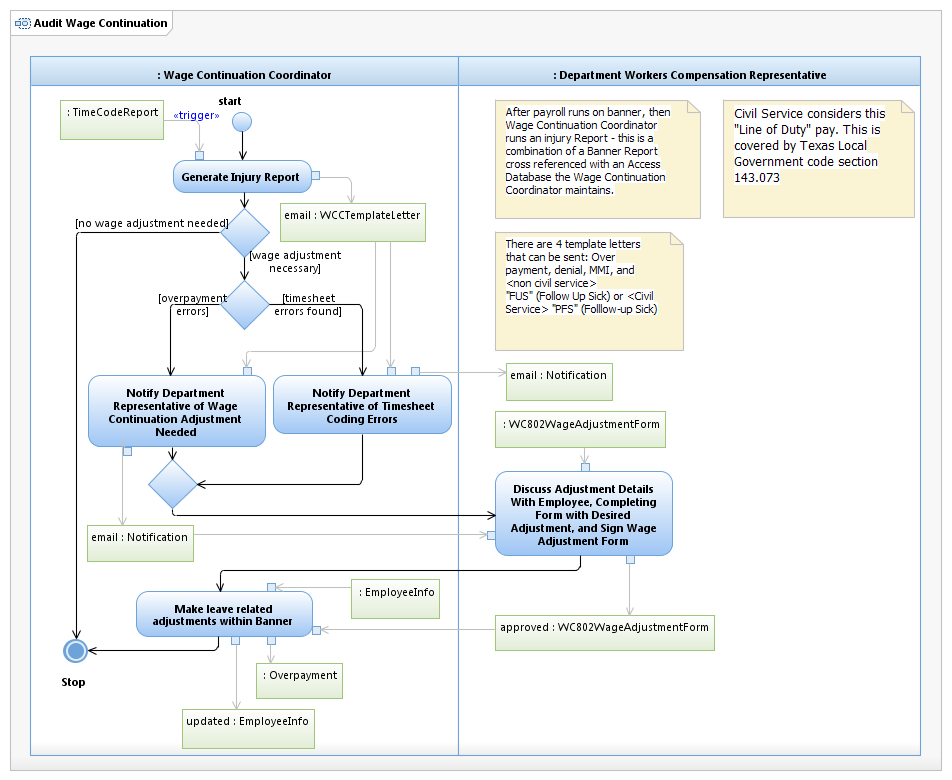 Audit Wage Continuation
: Wage Continuation Coordinator
: Department Workers Compensation Representative
: TimeCodeReport
«trigger»
start
Generate Injury Report
email : WCCTemplateLetter
[no wage adjustment needed]
[wage adjustment
necessary]
[overpayment
errors]
[timesheet
errors found]
Notify Department
Representative of Wage
Continuation Adjustment
Needed
Notify Department
Representative of Timesheet
Coding Errors
email : Notification
: EmployeeInfo
Make leave related
adjustments within Banner
Stop
: Overpayment
updated : EmployeeInfo
After payroll runs on banner, then
Wage Continuation Coordinator
runs an injury Report - this is a
combination of a Banner Report
cross referenced with an Access
Database the Wage Continuation
Coordinator maintains.
Civil Service considers this
"Line of Duty" pay. This is
covered by Texas Local
Government code section
143.073
There are 4 template letters
that can be sent: Over
payment, denial, MMI, and
<non civil service>
"FUS" (Follow Up Sick) or <Civil
Service> "PFS" (Folllow-up Sick)
email : Notification
: WC802WageAdjustmentForm
Discuss Adjustment Details
With Employee, Completing
Form with Desired
Adjustment, and Sign Wage
Adjustment Form
approved : WC802WageAdjustmentForm